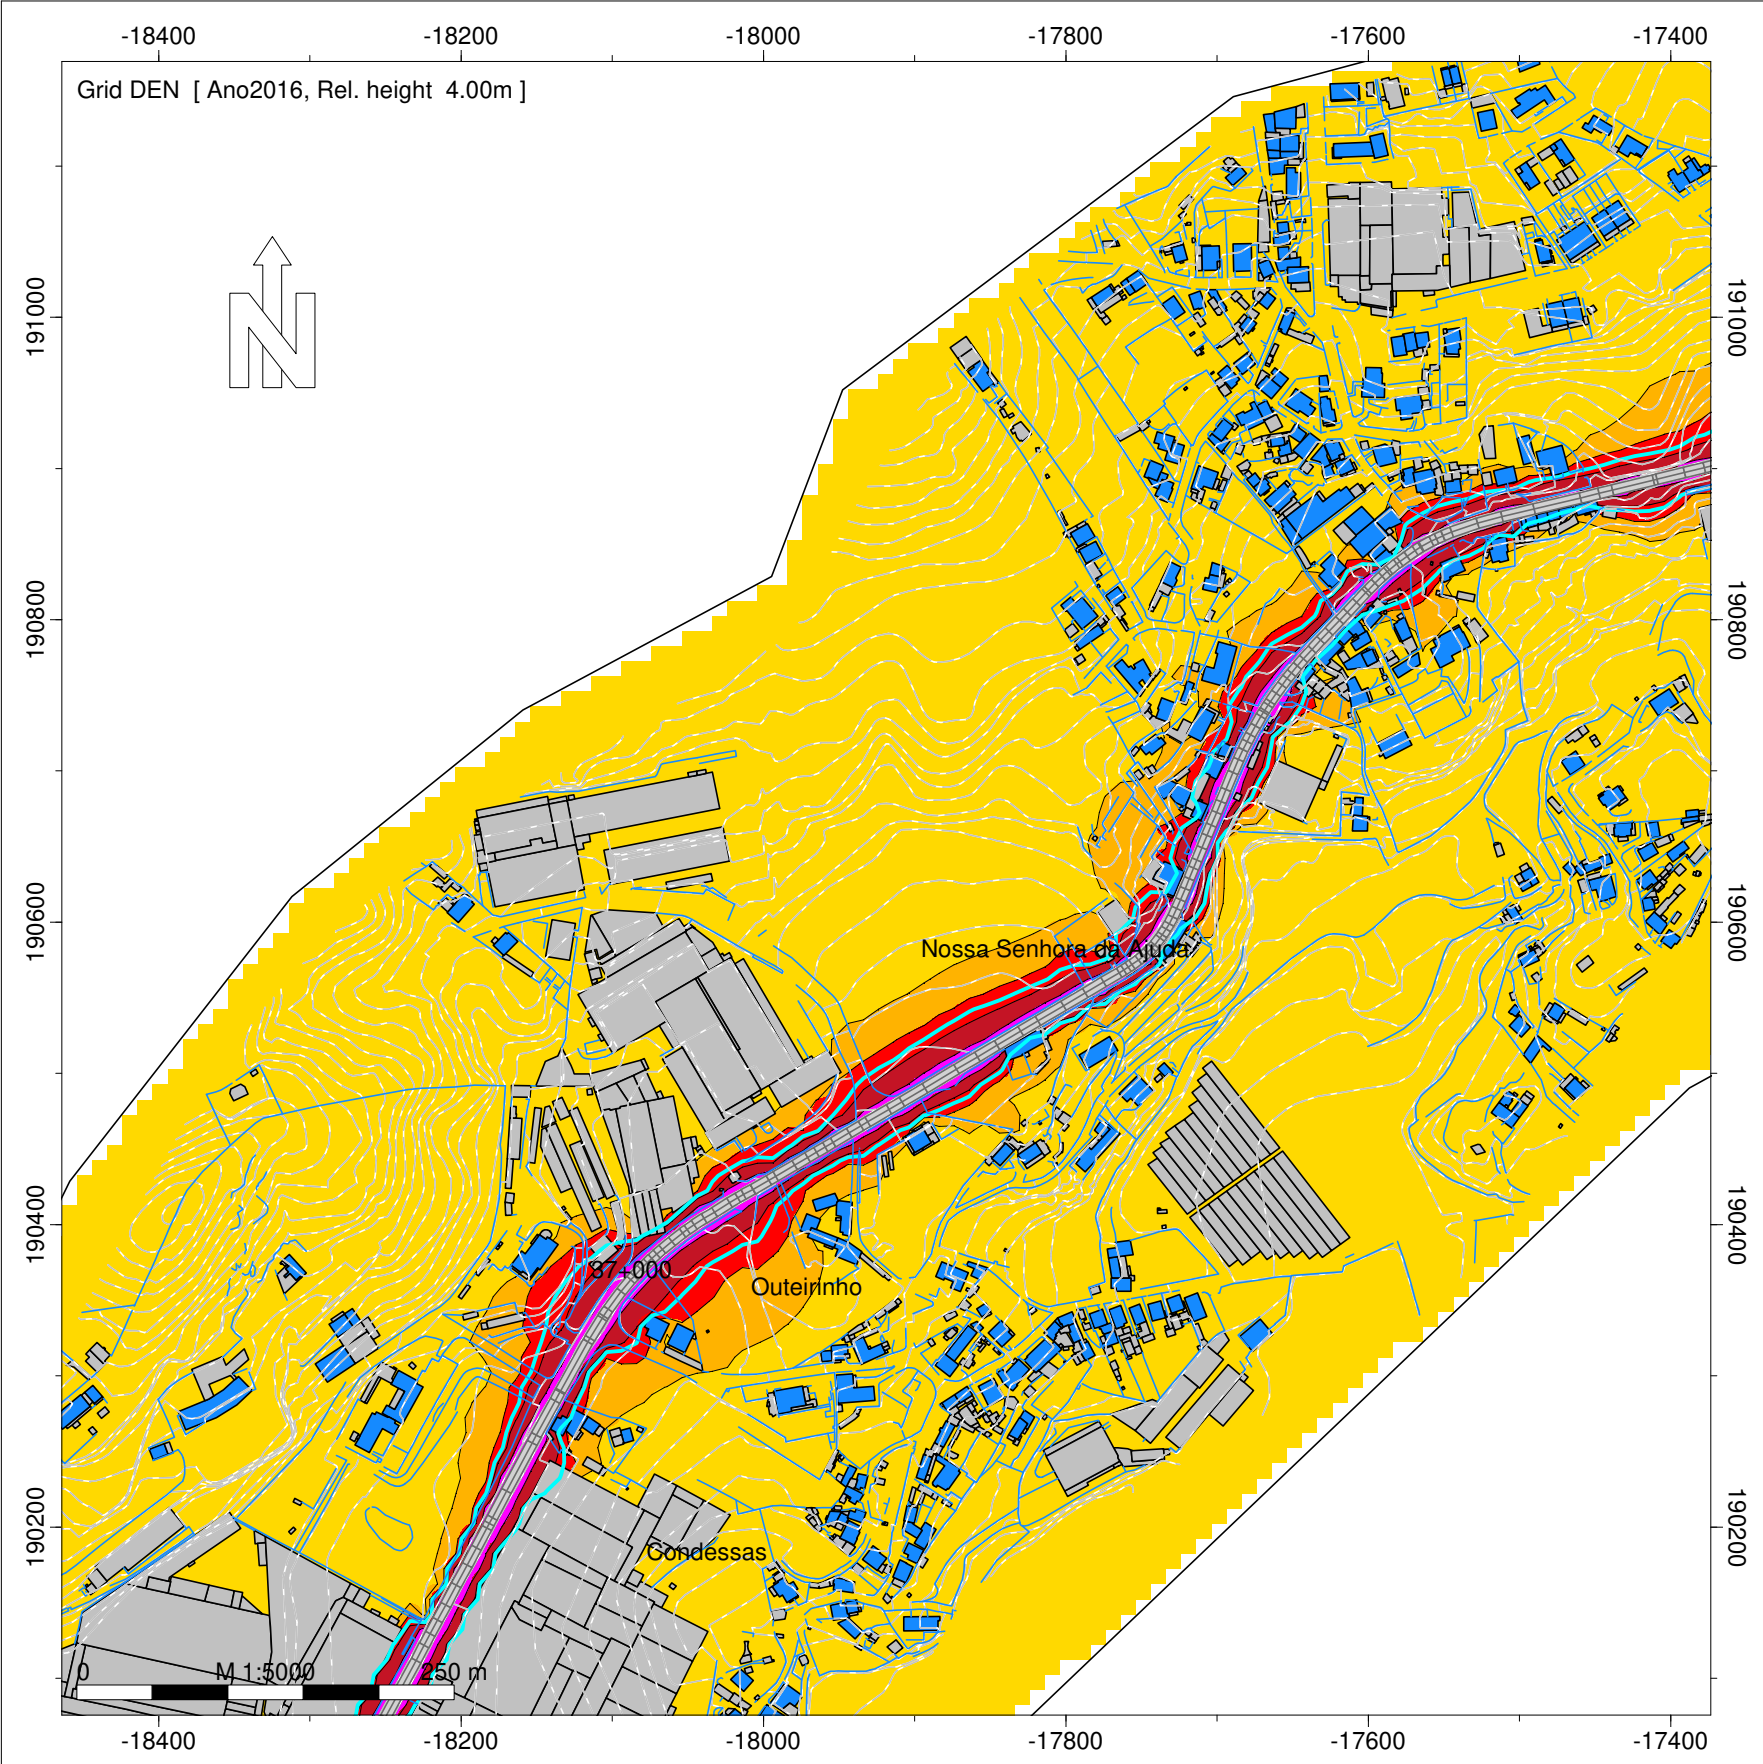 -18400 -18200 -18000 -17800 -17600 -17400
Grid DEN [ Ano2016, Rel. height 4.00m ]
N
191000 191000
190800 190800
190600 190600
Nossa Senhora da Ajuda
190400 190400
37+000
Outeirinho
190200 190200
Condessas
0 M 1:5000 250 m
-18400 -18200 -18000 -17800 -17600 -17400